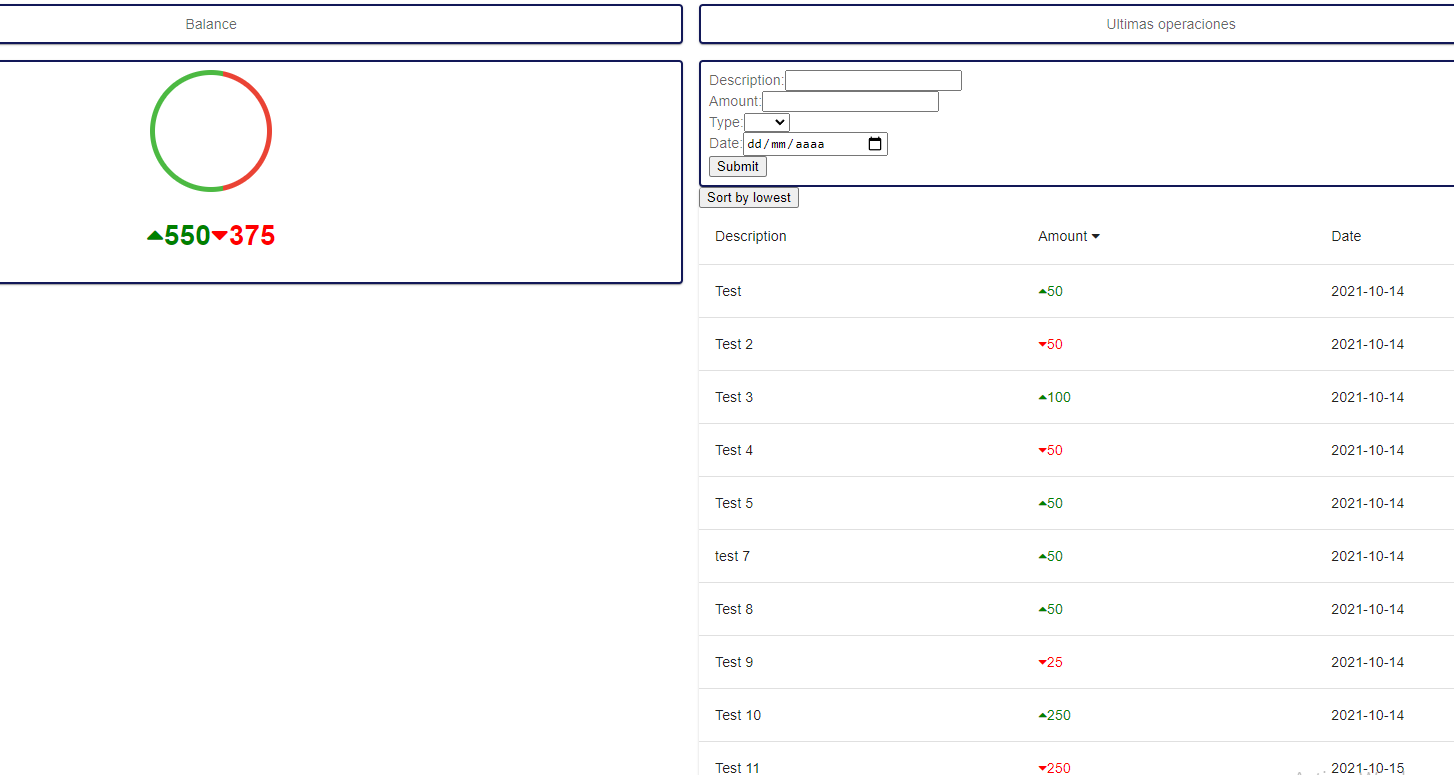 Balance
Ultimas operaciones
550 375
Description:
Amount:
Type:
Date: dd/mm/aaaa
Submit
Sort by lowest
Description Amount Date
Test 50 2021-10-14
Test 2 50 2021-10-14
Test 3 100 2021-10-14
Test 4 50 2021-10-14
Test 5 50 2021-10-14
test 7 50 2021-10-14
Test 8 50 2021-10-14
Test 9 25 2021-10-14
Test 10 250 2021-10-14
Test 11 250 2021-10-15